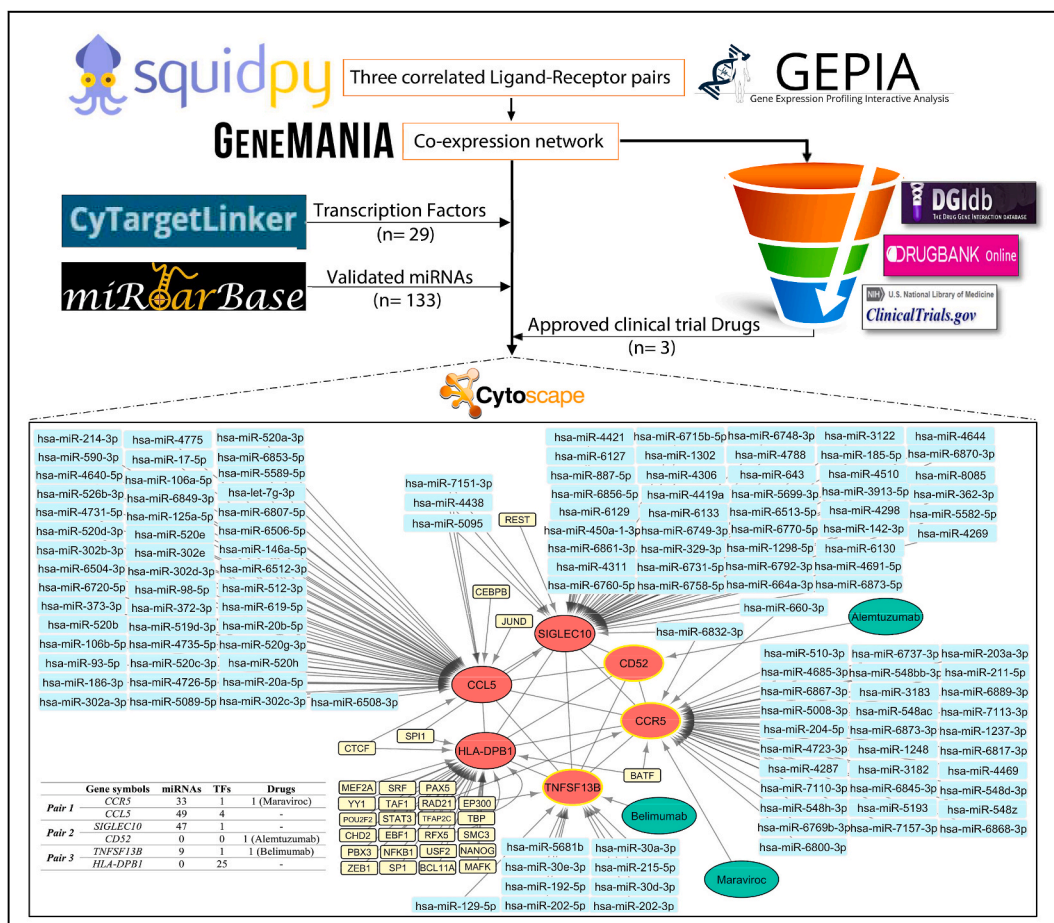 squidpy
Three correlated Ligand-Receptor pairs
GEPIA
Gene Expression Profiling Interactive Analysis
GENEMANIA
Co-expression network
CyTargetLinker
Transcription Factors
(n= 29)
DGIdb
THE DRUG GENE INTERACTION DATABASE
DRUGBANK Online
miRTarBase
Validated miRNAs
(n= 133)
NIH U.S. National Library of Medicine
ClinicalTrials.gov
Approved clinical trial Drugs
(n= 3)
Cytoscape
hsa-miR-214-3p hsa-miR-4775 hsa-miR-520a-3p
hsa-miR-590-3p hsa-miR-17-5p hsa-miR-6853-5p
hsa-miR-4640-5p hsa-miR-106a-5p hsa-miR-5589-5p
hsa-miR-526b-3p hsa-miR-6849-3p hsa-let-7g-3p
hsa-miR-4731-5p hsa-miR-125a-5p hsa-miR-6807-5p
hsa-miR-520d-3p hsa-miR-520e hsa-miR-6506-5p
hsa-miR-302b-3p hsa-miR-302e hsa-miR-146a-5p
hsa-miR-6504-3p hsa-miR-302d-3p hsa-miR-6512-3p
hsa-miR-6720-5p hsa-miR-98-5p hsa-miR-512-3p
hsa-miR-373-3p hsa-miR-372-3p hsa-miR-619-5p
hsa-miR-520b hsa-miR-519d-3p hsa-miR-20b-5p
hsa-miR-106b-5p hsa-miR-4735-5p hsa-miR-520g-3p
hsa-miR-93-5p hsa-miR-520c-3p hsa-miR-520h
hsa-miR-186-3p hsa-miR-4726-5p hsa-miR-20a-5p
hsa-miR-302a-3p hsa-miR-5089-5p hsa-miR-302c-3p hsa-miR-6508-3p
hsa-miR-7151-3p
hsa-miR-4438
hsa-miR-5095
REST
CEBPB
JUND
hsa-miR-4421 hsa-miR-6715b-5p hsa-miR-6748-3p hsa-miR-3122 hsa-miR-4644
hsa-miR-6127 hsa-miR-1302 hsa-miR-4788 hsa-miR-185-5p hsa-miR-6870-3p
hsa-miR-887-5p hsa-miR-4306 hsa-miR-643 hsa-miR-4510 hsa-miR-8085
hsa-miR-6856-5p hsa-miR-4419a hsa-miR-5699-3p hsa-miR-3913-5p hsa-miR-362-3p
hsa-miR-6129 hsa-miR-6133 hsa-miR-6513-5p hsa-miR-4298 hsa-miR-5582-5p
hsa-miR-450a-1-3p hsa-miR-6749-3p hsa-miR-6770-5p hsa-miR-142-3p hsa-miR-4269
hsa-miR-6861-3p hsa-miR-329-3p hsa-miR-1298-5p hsa-miR-6130
hsa-miR-4311 hsa-miR-6731-5p hsa-miR-6792-3p hsa-miR-4691-5p
hsa-miR-6760-5p hsa-miR-6758-5p hsa-miR-664a-3p hsa-miR-6873-5p
hsa-miR-660-3p
hsa-miR-6832-3p
Alemtuzumab
SIGLEC10
CD52
CCL5
CCR5
HLA-DPB1
TNFSF13B
SPI1
CTCF
BATF
Belimumab
Maraviroc
hsa-miR-510-3p hsa-miR-6737-3p hsa-miR-203a-3p
hsa-miR-4685-3p hsa-miR-548bb-3p hsa-miR-211-5p
hsa-miR-6867-3p hsa-miR-3183 hsa-miR-6889-3p
hsa-miR-5008-3p hsa-miR-548ac hsa-miR-7113-3p
hsa-miR-204-5p hsa-miR-6873-3p hsa-miR-1237-3p
hsa-miR-4723-3p hsa-miR-1248 hsa-miR-6817-3p
hsa-miR-4287 hsa-miR-3182 hsa-miR-4469
hsa-miR-7110-3p hsa-miR-6845-3p hsa-miR-548d-3p
hsa-miR-548h-3p hsa-miR-5193 hsa-miR-548z
hsa-miR-6769b-3p hsa-miR-7157-3p hsa-miR-6868-3p
hsa-miR-6800-3p
MEF2A SRF PAX5
YY1 TAF1 RAD21 EP300
POU2F2 STAT3 TFAP2C TBP
CHD2 EBF1 RFX5 SMC3
PBX3 NFKB1 USF2 NANOG
ZEB1 SP1 BCL11A MAFK
hsa-miR-5681b hsa-miR-30a-3p
hsa-miR-30e-3p hsa-miR-215-5p
hsa-miR-192-5p hsa-miR-30d-3p
hsa-miR-129-5p hsa-miR-202-5p hsa-miR-202-3p
Gene symbols miRNAs TFs Drugs
Pair 1 CCR5 33 1 1 (Maraviroc)
CCL5 49 4 -
Pair 2 SIGLEC10 47 1 -
CD52 0 0 1 (Alemtuzumab)
Pair 3 TNFSF13B 9 1 1 (Belimumab)
HLA-DPB1 0 25 -